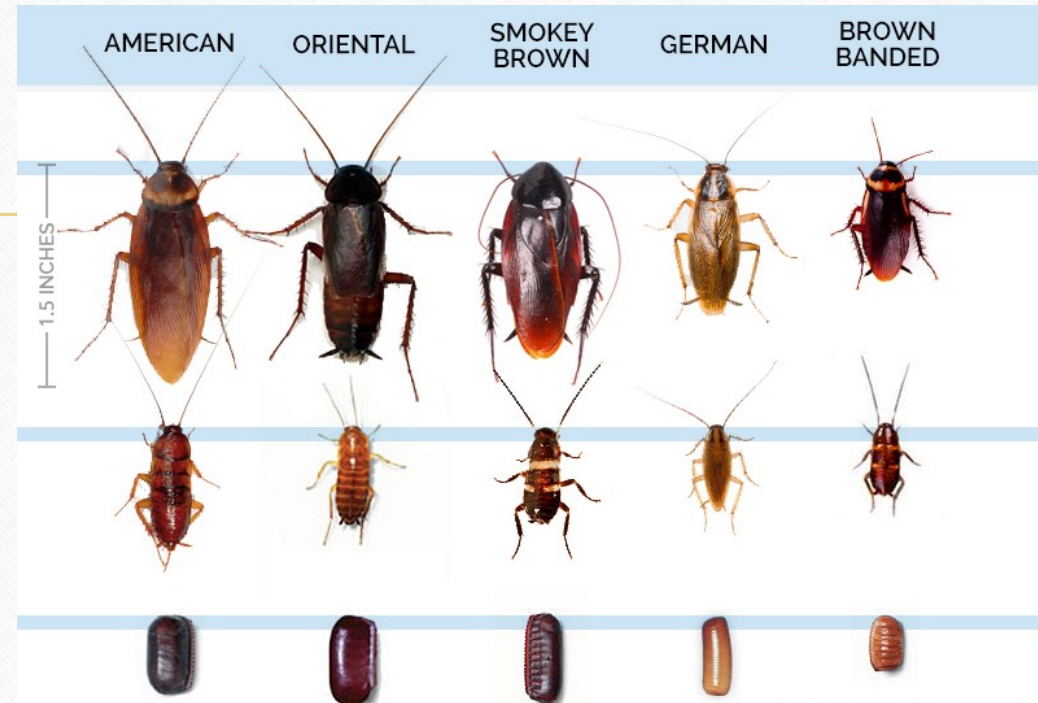 AMERICAN
ORIENTAL
SMOKEY
BROWN
GERMAN
BROWN
BANDED
1.5 INCHES